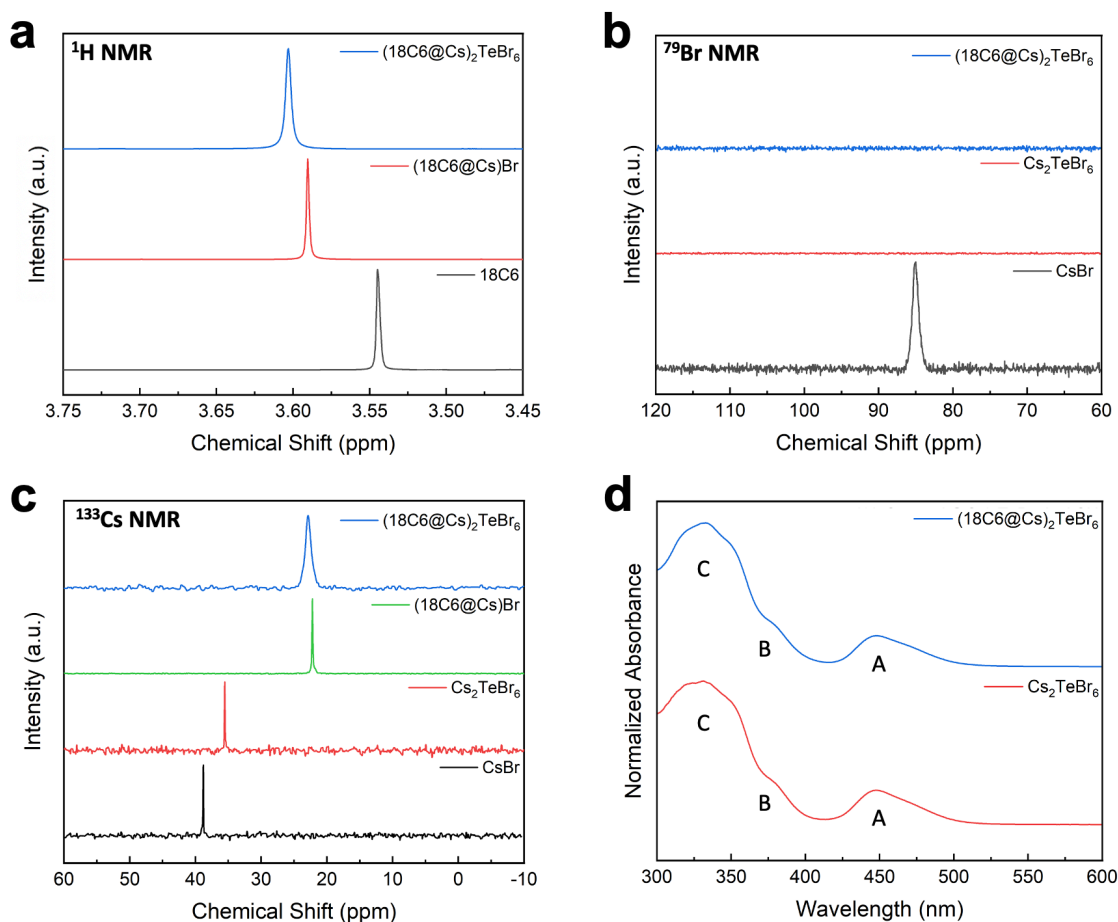 a
¹H NMR
(18C6@Cs)₂TeBr₆
(18C6@Cs)Br
18C6
Intensity (a.u.)
3.75 3.70 3.65 3.60 3.55 3.50 3.45
Chemical Shift (ppm)
b
⁷⁹Br NMR
(18C6@Cs)₂TeBr₆
Cs₂TeBr₆
CsBr
Intensity (a.u.)
120 110 100 90 80 70 60
Chemical Shift (ppm)
c
¹³³Cs NMR
(18C6@Cs)₂TeBr₆
(18C6@Cs)Br
Cs₂TeBr₆
CsBr
Intensity (a.u.)
60 50 40 30 20 10 0 -10
Chemical Shift (ppm)
d
(18C6@Cs)₂TeBr₆
C
B
A
Cs₂TeBr₆
C
B
A
Normalized Absorbance
300 350 400 450 500 550 600
Wavelength (nm)